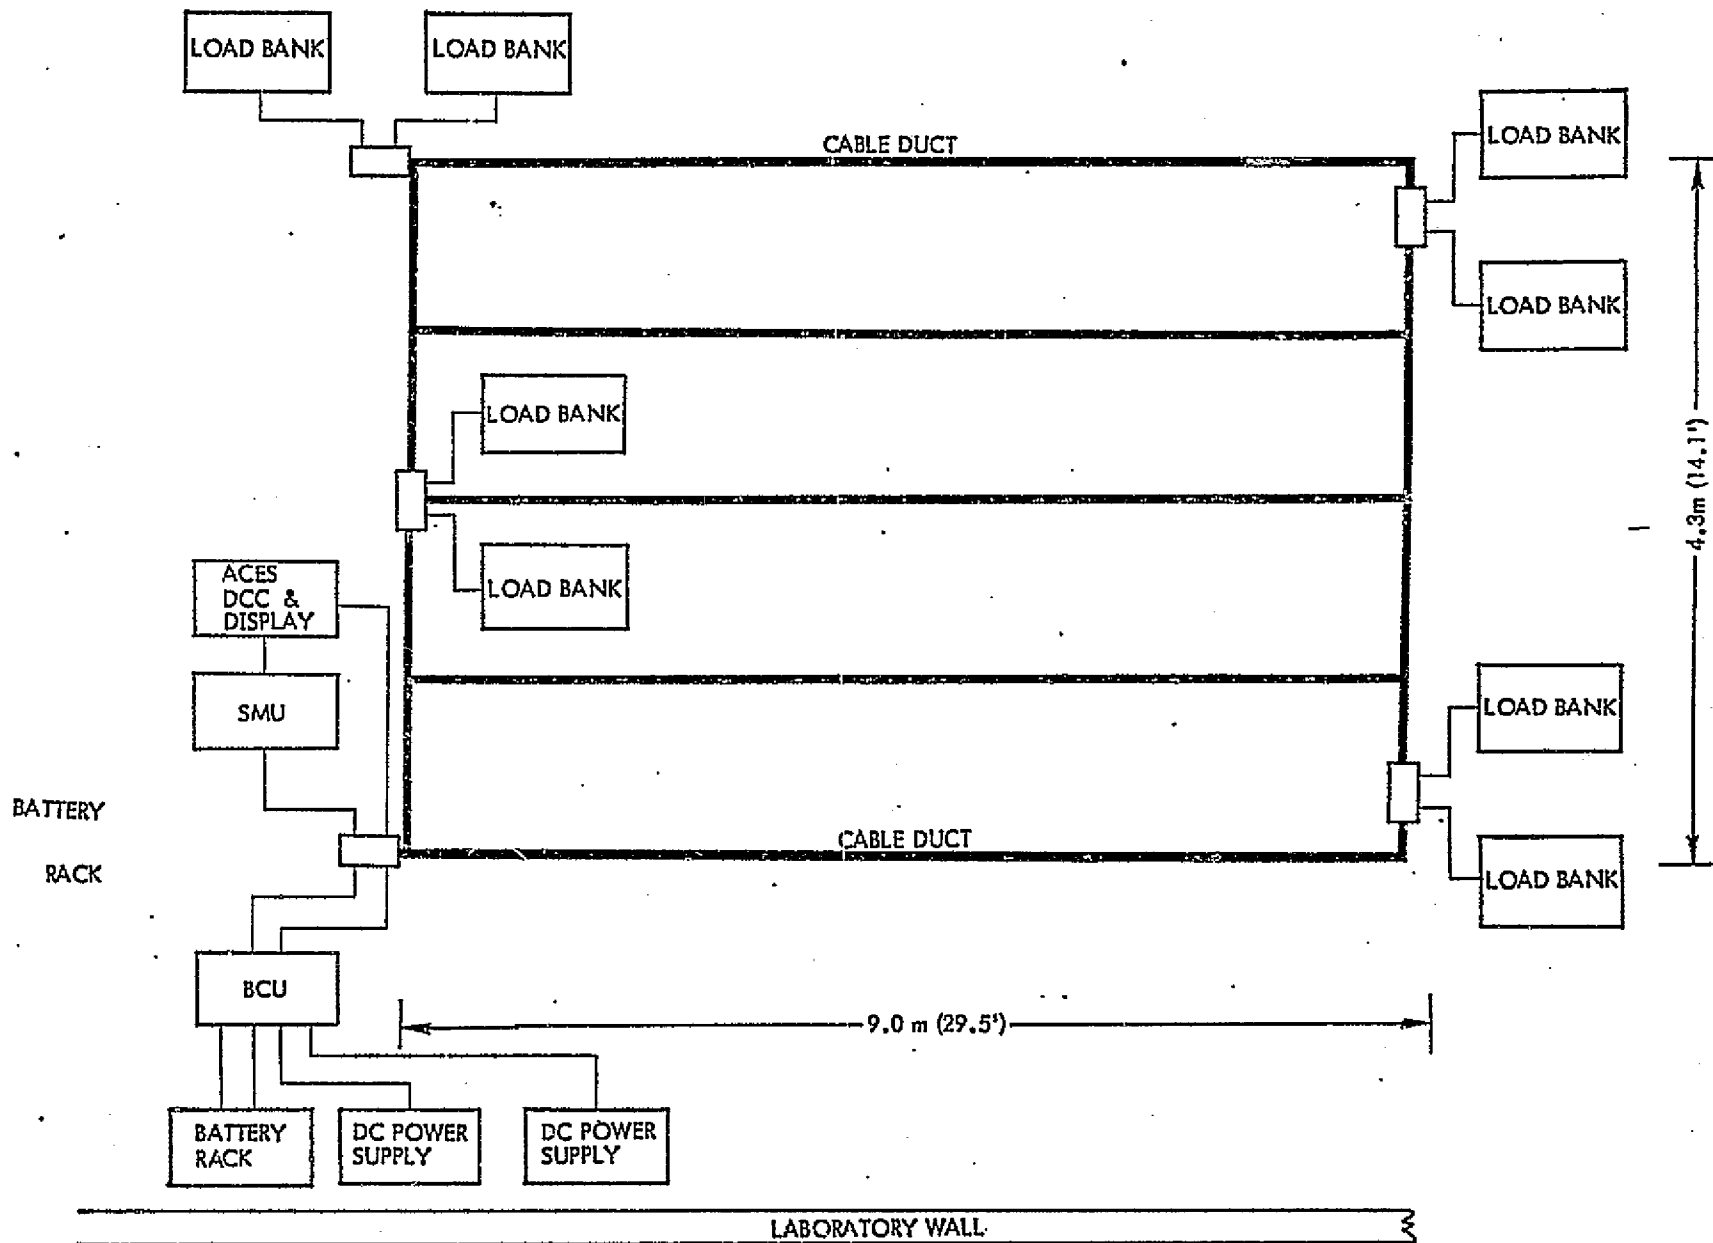 LOAD BANK
LOAD BANK
CABLE DUCT
LOAD BANK
LOAD BANK
LOAD BANK
LOAD BANK
4.3m (14.1')
ACES
DCC &
DISPLAY
SMU
LOAD BANK
BATTERY
RACK
CABLE DUCT
LOAD BANK
BCU
9.0 m (29.5')
BATTERY
RACK
DC POWER
SUPPLY
DC POWER
SUPPLY
LABORATORY WALL